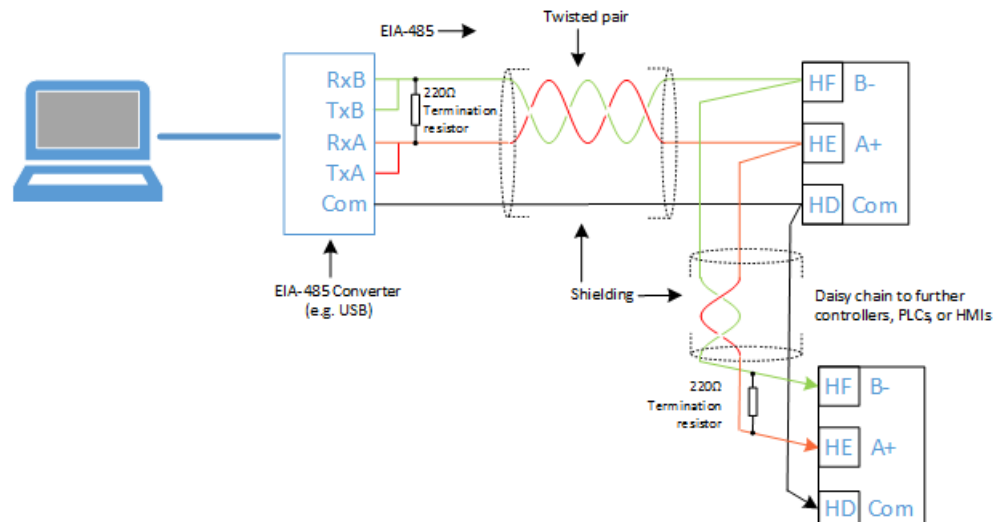 Twisted pair
EIA-485
RxB
TxB
RxA
TxA
Com
220Ω
Termination
resistor
HF B-
HE A+
HD Com
EIA-485 Converter
(e.g. USB)
Shielding
Daisy chain to further
controllers, PLCs, or HMIs
220Ω
Termination
resistor
HF B-
HE A+
HD Com